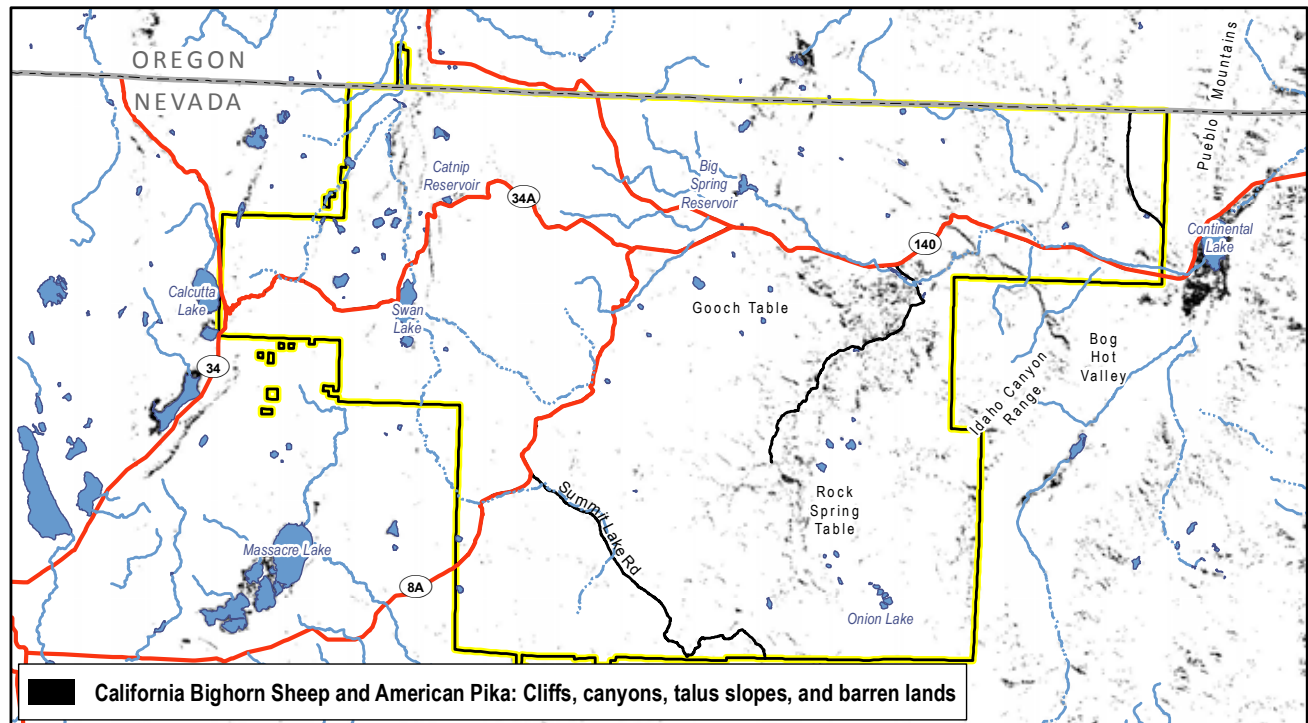 OREGON
NEVADA
Pueblo Mountains
Catnip
Reservoir
34A
Big
Spring
Reservoir
140
Continental
Lake
Calcutta
Lake
Swan
Lake
Gooch Table
34
Bog
Hot
Valley
Idaho Canyon
Range
Summit Lake Rd
Rock
Spring
Table
Massacre Lake
8A
Onion Lake
California Bighorn Sheep and American Pika: Cliffs, canyons, talus slopes, and barren lands